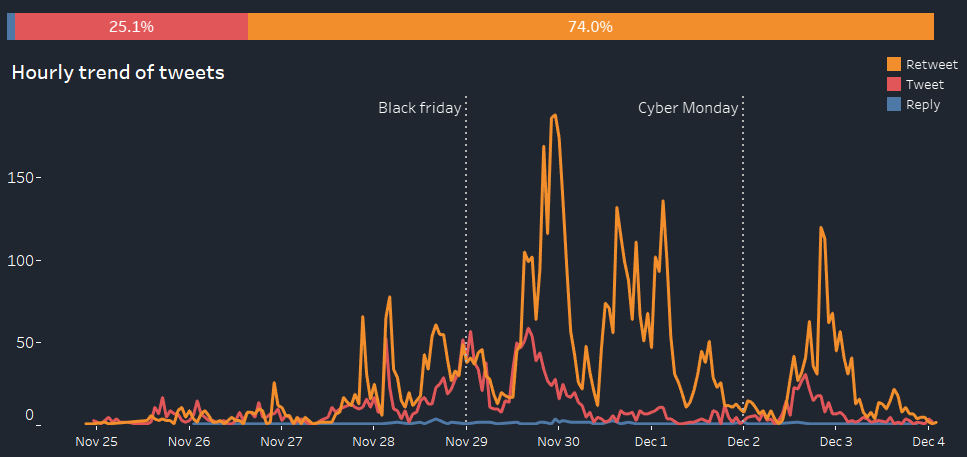 25.1%
74.0%
Hourly trend of tweets
Retweet
Tweet
Reply
Black friday
Cyber Monday
150
100
50
0
Nov 25
Nov 26
Nov 27
Nov 28
Nov 29
Nov 30
Dec 1
Dec 2
Dec 3
Dec 4